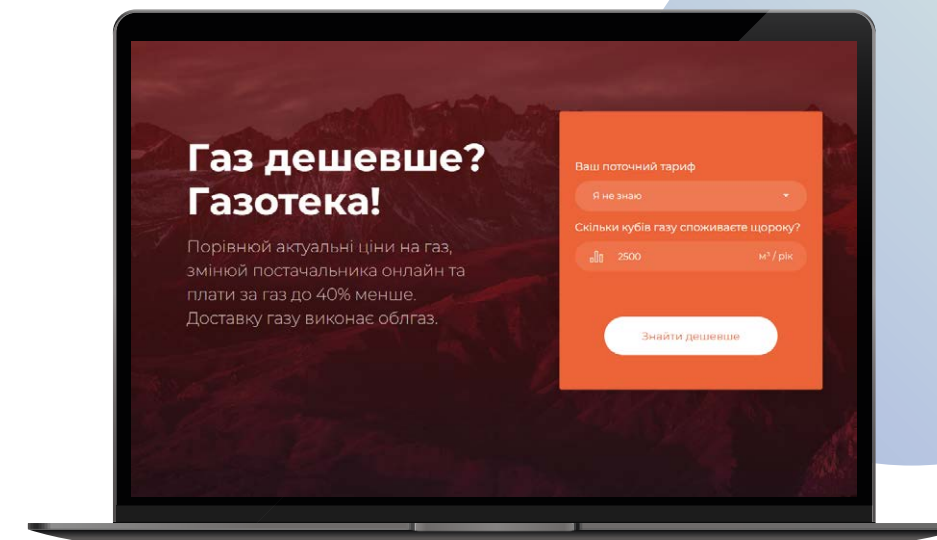 Газ дешевше?
Газотека!
Порівнюй актуальні ціни на газ,
змінюй постачальника онлайн та
плати за газ до 40% менше.
Доставку газу виконає облгаз.
Ваш поточний тариф
Я не знаю
Скільки кубів газу споживаєте щороку?
2500 м³ / рік
Знайти дешевше